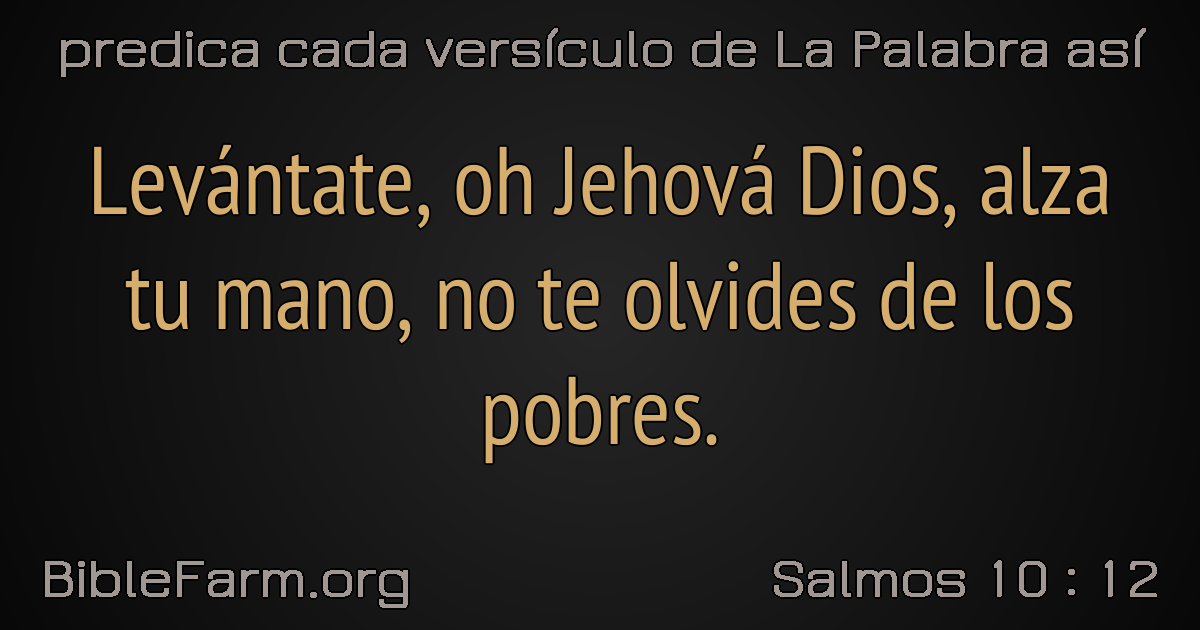 predica cada versículo de La Palabra así
Levántate, oh Jehová Dios, alza
tu mano, no te olvides de los
pobres.
BibleFarm.org
Salmos 10 : 12